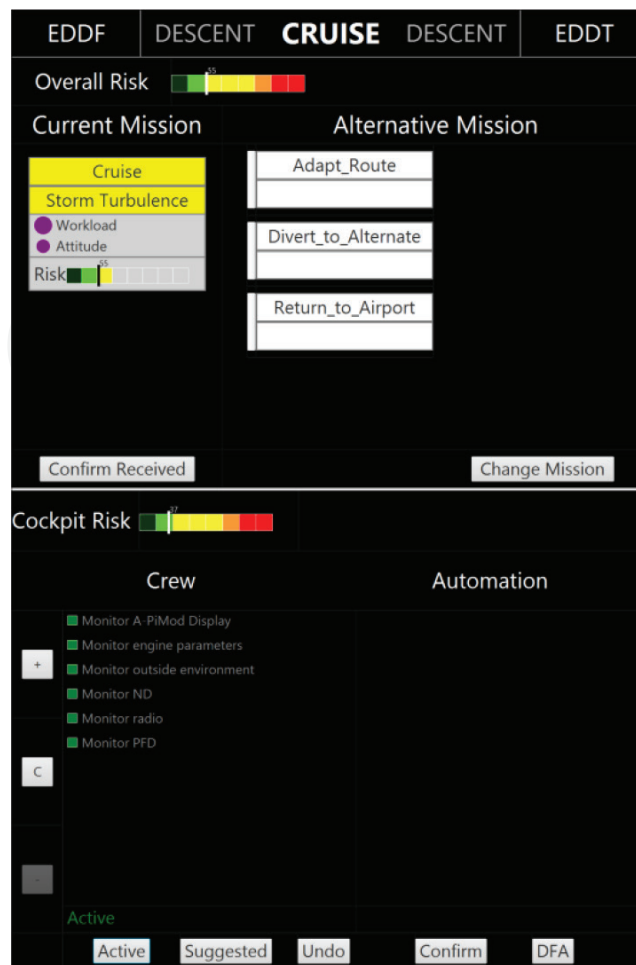 EDDF DESCENT CRUISE DESCENT EDDT
Overall Risk
Current Mission Alternative Mission
Cruise
Storm Turbulence
Workload
Attitude
Risk
Adapt_Route
Divert_to_Alternate
Return_to_Airport
Confirm Received Change Mission
Cockpit Risk 37
Crew Automation
+
C
-
Monitor A-PiMod Display
Monitor engine parameters
Monitor outside environment
Monitor ND
Monitor radio
Monitor PFD
Active
Active Suggested Undo Confirm DFA